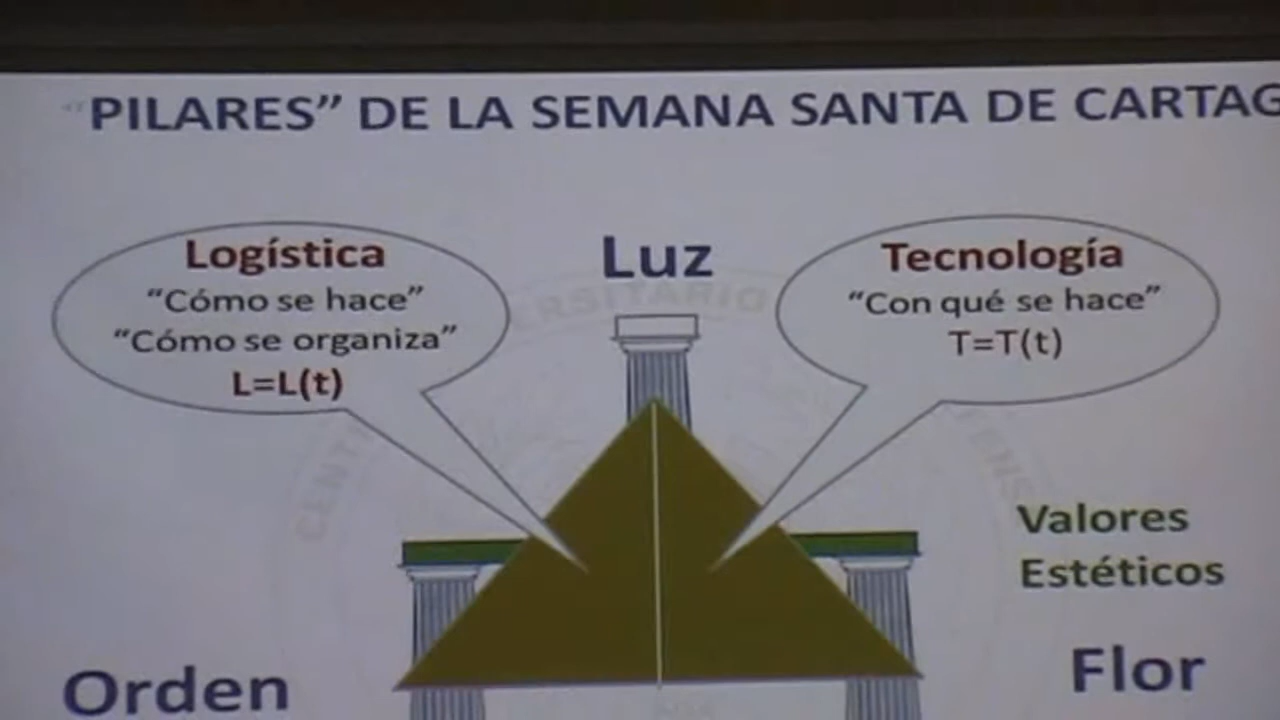 "PILARES" DE LA SEMANA SANTA DE CARTAG
Luz
Logística
"Cómo se hace"
"Cómo se organiza"
L=L(t)
Tecnología
"Con qué se hace"
T=T(t)
Valores
Estéticos
Orden
Flor